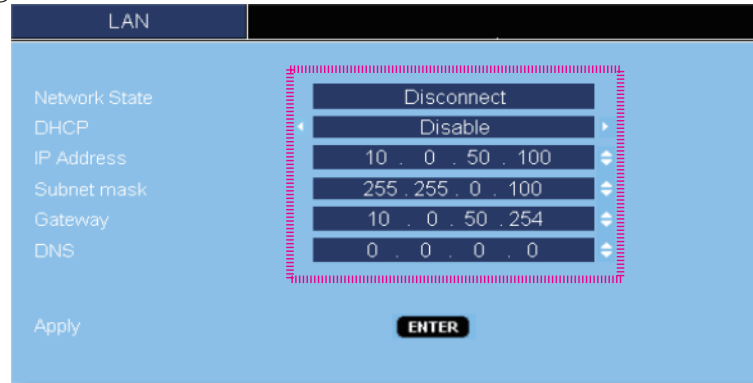 LAN
Network State Disconnect
DHCP Disable
IP Address 10 . 0 . 50 . 100
Subnet mask 255 . 255 . 0 . 100
Gateway 10 . 0 . 50 . 254
DNS 0 . 0 . 0 . 0
Apply ENTER